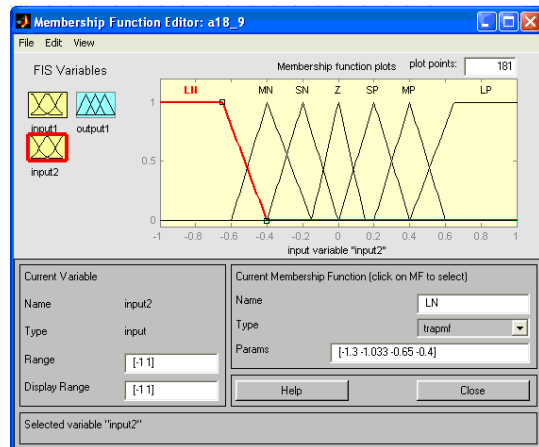 Membership Function Editor: a18_9
File Edit View
FIS Variables
input1 output1
input2
Membership function plots plot points: 181
LN MN SN Z SP MP LP
1
0.5
0
-1 -0.8 -0.6 -0.4 -0.2 0 0.2 0.4 0.6 0.8 1
input variable "input2"
Current Variable
Name input2
Type input
Range [-1 1]
Display Range [-1 1]
Current Membership Function (click on MF to select)
Name LN
Type trapmf
Params [-1.3 -1.033 -0.65 -0.4]
Help Close
Selected variable "input2"